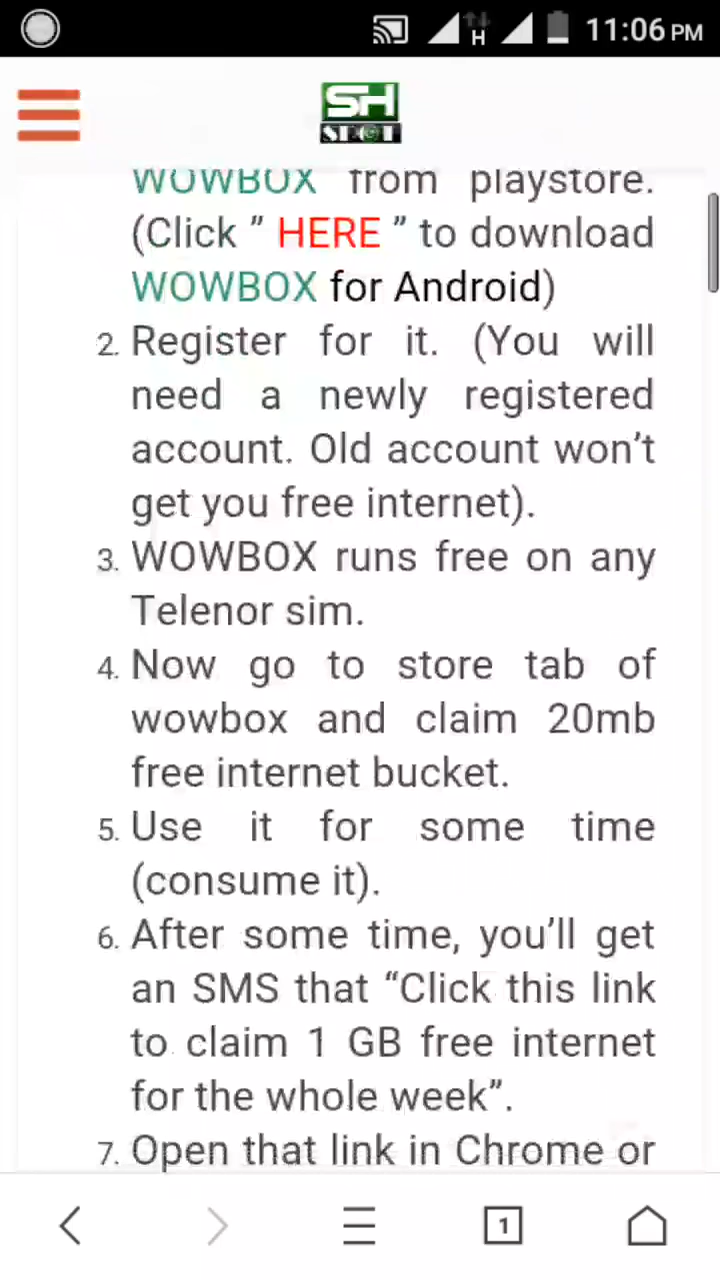 H
11:06 PM
SH
WOWBOX from playstore.
(Click ” HERE ” to download
WOWBOX for Android)
2. Register for it. (You will
need a newly registered
account. Old account won’t
get you free internet).
3. WOWBOX runs free on any
Telenor sim.
4. Now go to store tab of
wowbox and claim 20mb
free internet bucket.
5. Use it for some time
(consume it).
6. After some time, you’ll get
an SMS that “Click this link
to claim 1 GB free internet
for the whole week”.
7. Open that link in Chrome or
1